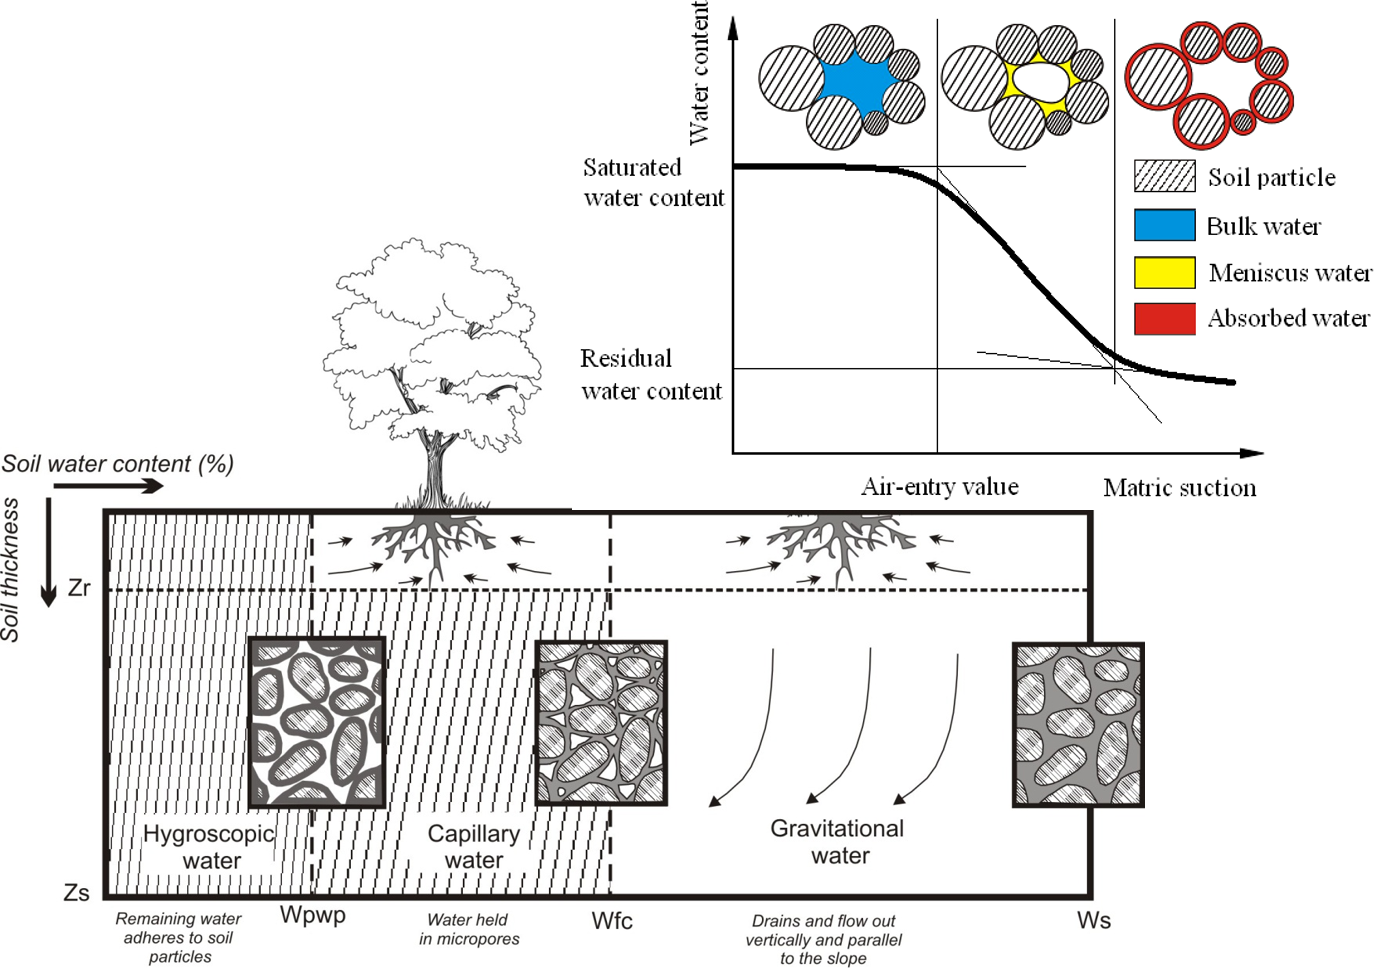 Water content
Saturated
water content
Soil particle
Bulk water
Meniscus water
Absorbed water
Residual
water content
Air-entry value
Matric suction
Soil water content (%)
Soil thickness
Zr
Hygroscopic
water
Capillary
water
Gravitational
water
Zs
Wpwp
Wfc
Ws
Remaining water
adheres to soil
particles
Water held
in micropores
Drains and flow out
vertically and parallel
to the slope